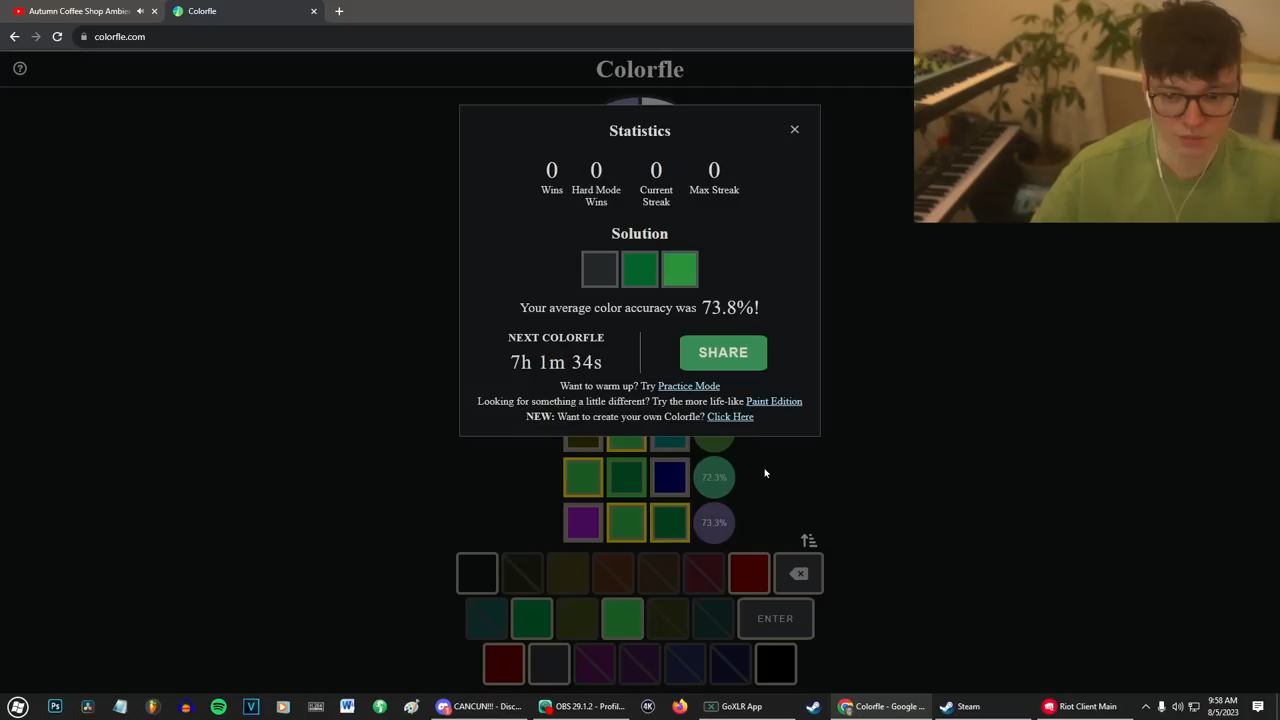 Autumn Coffee Shop Ambie
Colorfle
colorfle.com
Colorfle
Statistics
0 0 0 0
Wins Hard Mode Wins Current Streak Max Streak
Solution
Your average color accuracy was 73.8%!
NEXT COLORFLE
7h 1m 34s
SHARE
Want to warm up? Try Practice Mode
Looking for something a little different? Try the more life-like Paint Edition
NEW: Want to create your own Colorfle? Click Here
72.3%
73.3%
ENTER
CANCUN!!! - Disc...
OBS 29.1.2 - Profil...
GoXLR App
Colorfle - Google ...
Steam
Riot Client Main
9:58 AM
8/5/2023